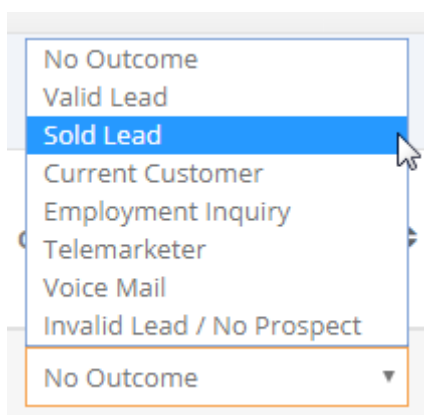 No Outcome
Valid Lead
Sold Lead
Current Customer
Employment Inquiry
Telemarketer
Voice Mail
Invalid Lead / No Prospect
No Outcome